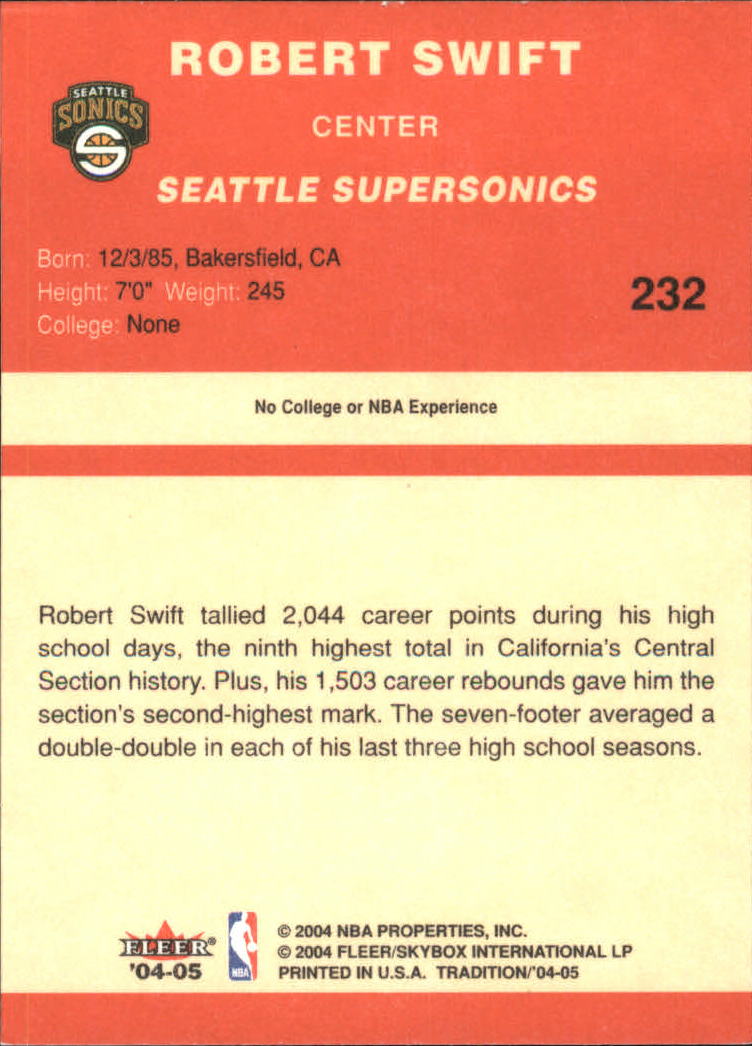 ROBERT SWIFT
SEATTLE
SONICS
CENTER
SEATTLE SUPERSONICS
Born: 12/3/85, Bakersfield, CA
Height: 7'0" Weight: 245
College: None
232
No College or NBA Experience
Robert Swift tallied 2,044 career points during his high
school days, the ninth highest total in California's Central
Section history. Plus, his 1,503 career rebounds gave him the
section's second-highest mark. The seven-footer averaged a
double-double in each of his last three high school seasons.
FLEER®
'04-05
NBA
© 2004 NBA PROPERTIES, INC.
© 2004 FLEER/SKYBOX INTERNATIONAL LP
PRINTED IN U.S.A. TRADITION/'04-05